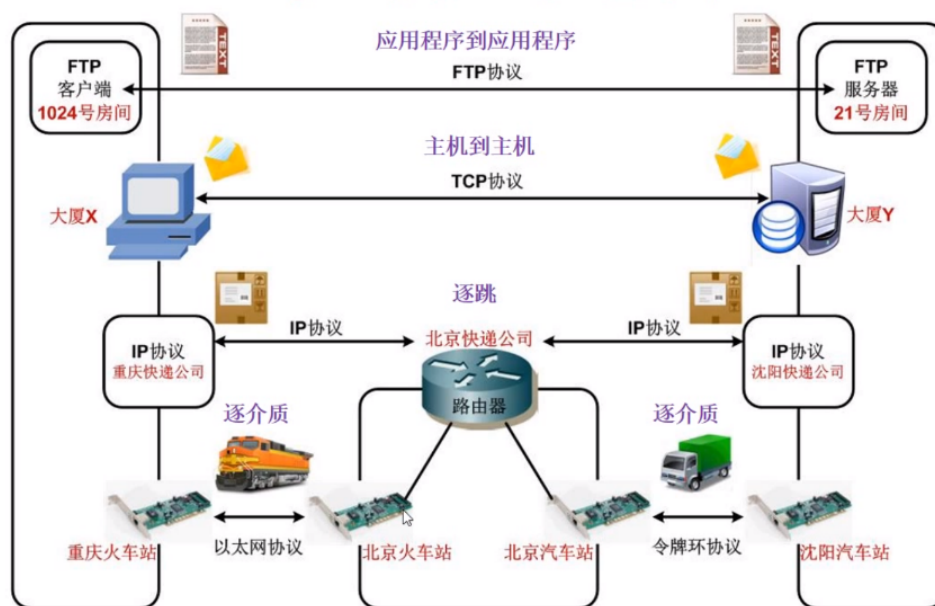 应用程序到应用程序
TEXT
TEXT
FTP
客户端
1024号房间
FTP协议
FTP
服务器
21号房间
主机到主机
TCP协议
大厦X
大厦Y
逐跳
IP协议
北京快递公司
IP协议
IP协议
重庆快递公司
IP协议
沈阳快递公司
路由器
逐介质
逐介质
重庆火车站
以太网协议
北京火车站
北京汽车站
令牌环协议
沈阳汽车站